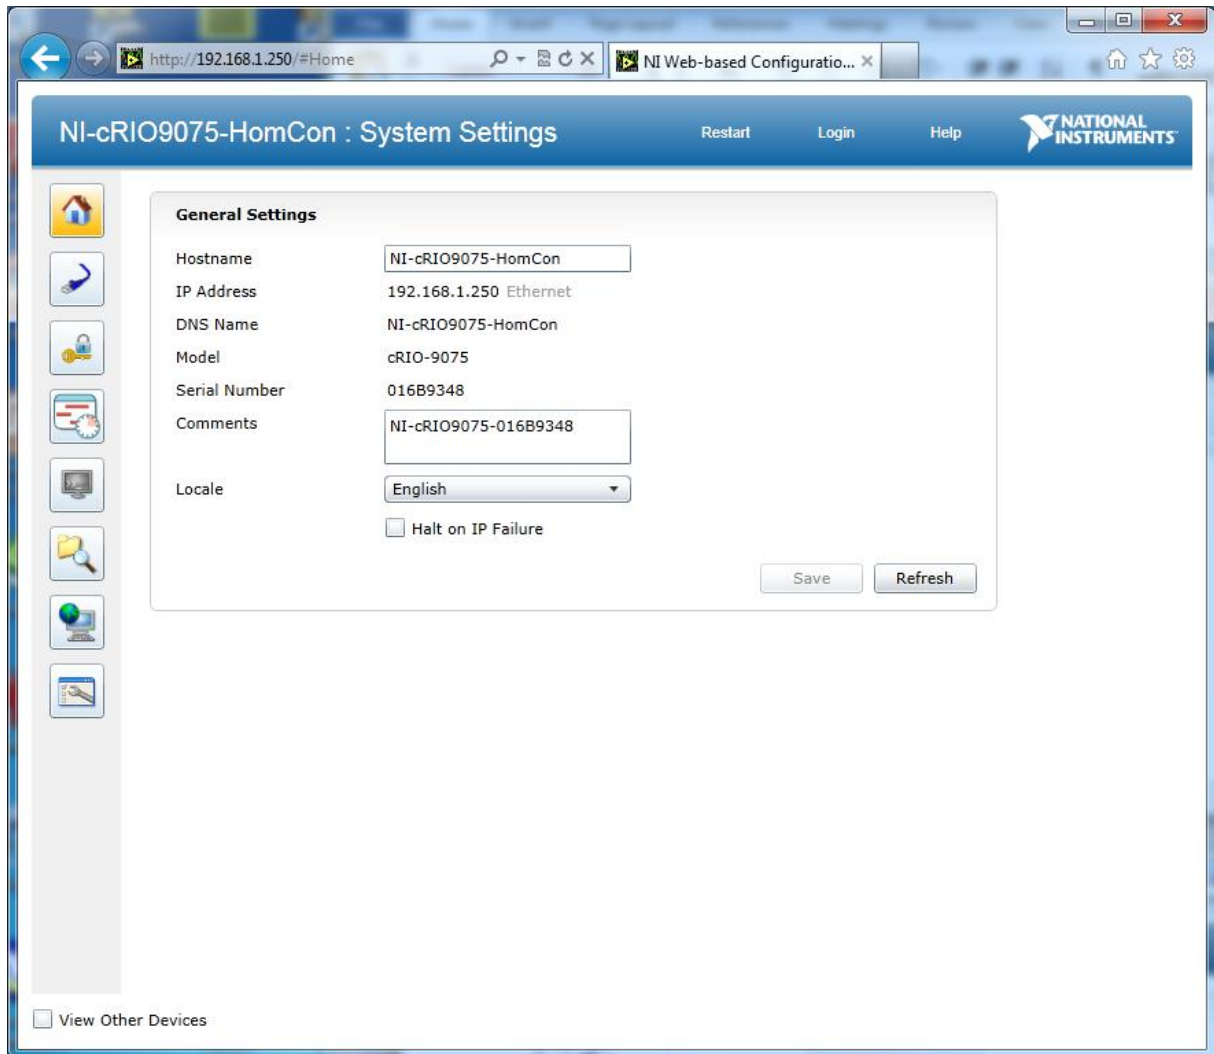 http://192.168.1.250/#Home
NI Web-based Configuratio...
NI-cRIO9075-HomCon : System Settings
Restart
Login
Help
NATIONAL
INSTRUMENTS
General Settings
Hostname NI-cRIO9075-HomCon
IP Address 192.168.1.250 Ethernet
DNS Name NI-cRIO9075-HomCon
Model cRIO-9075
Serial Number 016B9348
Comments NI-cRIO9075-016B9348
Locale English
Halt on IP Failure
Save Refresh
View Other Devices